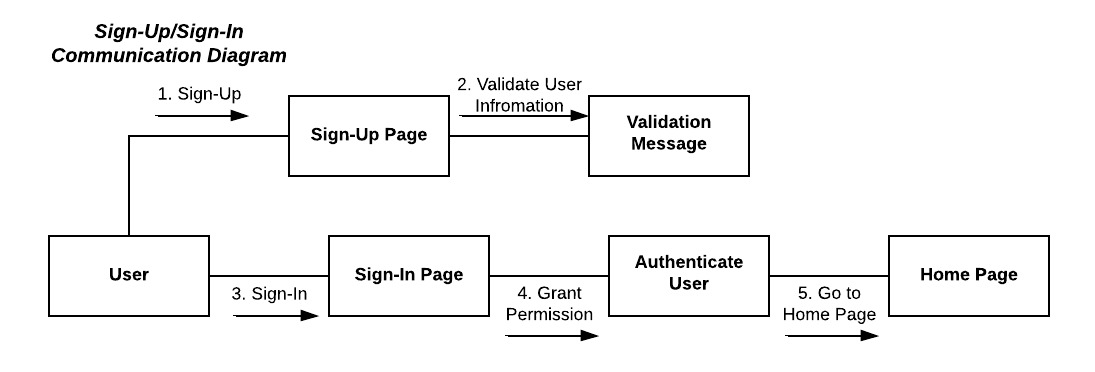 Sign-Up/Sign-In
Communication Diagram
1. Sign-Up
2. Validate User
Infromation
Sign-Up Page
Validation
Message
User
Sign-In Page
Authenticate
User
Home Page
3. Sign-In
4. Grant
Permission
5. Go to
Home Page